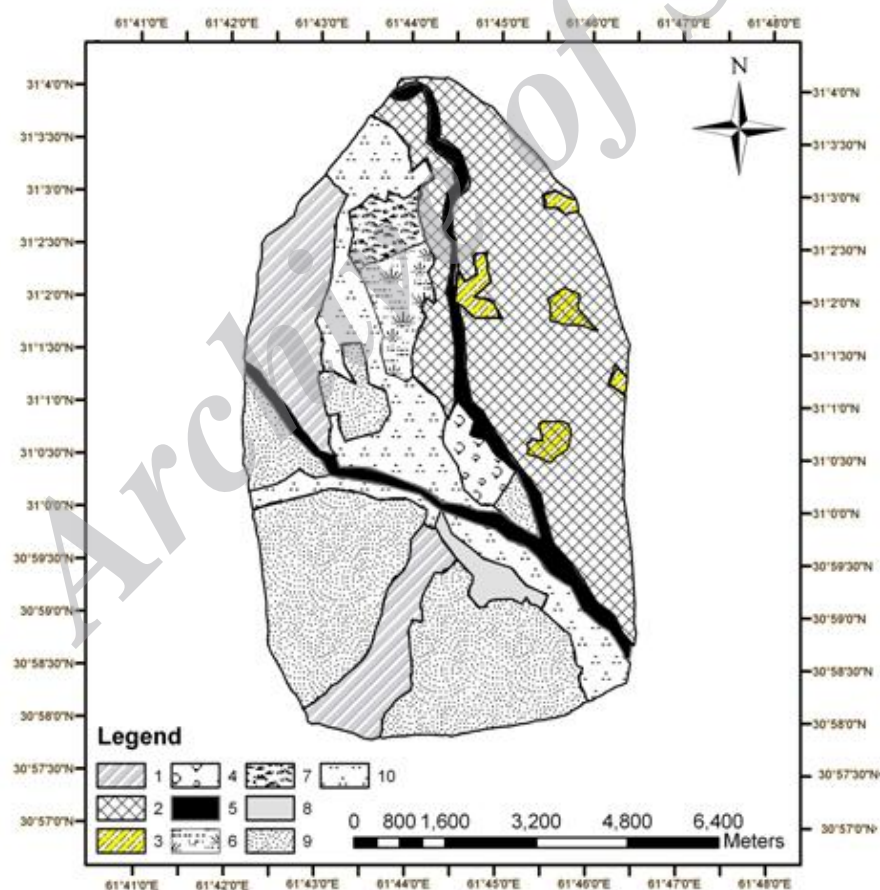 61°41'0"E 61°42'0"E 61°43'0"E 61°44'0"E 61°45'0"E 61°46'0"E 61°47'0"E 61°48'0"E
N
31°4'0"N 31°4'0"N
31°3'30"N 31°3'30"N
31°3'0"N 31°3'0"N
31°2'30"N 31°2'30"N
31°2'0"N 31°2'0"N
31°1'30"N 31°1'30"N
31°1'0"N 31°1'0"N
31°0'30"N 31°0'30"N
31°0'0"N 31°0'0"N
30°59'30"N 30°59'30"N
30°59'0"N 30°59'0"N
30°58'30"N 30°58'30"N
30°58'0"N 30°58'0"N
30°57'30"N 30°57'30"N
30°57'0"N 30°57'0"N
Legend
1 4 7 10
2 5 8
3 6 9
0 800 1,600 3,200 4,800 6,400
Meters
61°41'0"E 61°42'0"E 61°43'0"E 61°44'0"E 61°45'0"E 61°46'0"E 61°47'0"E 61°48'0"E
Archive of